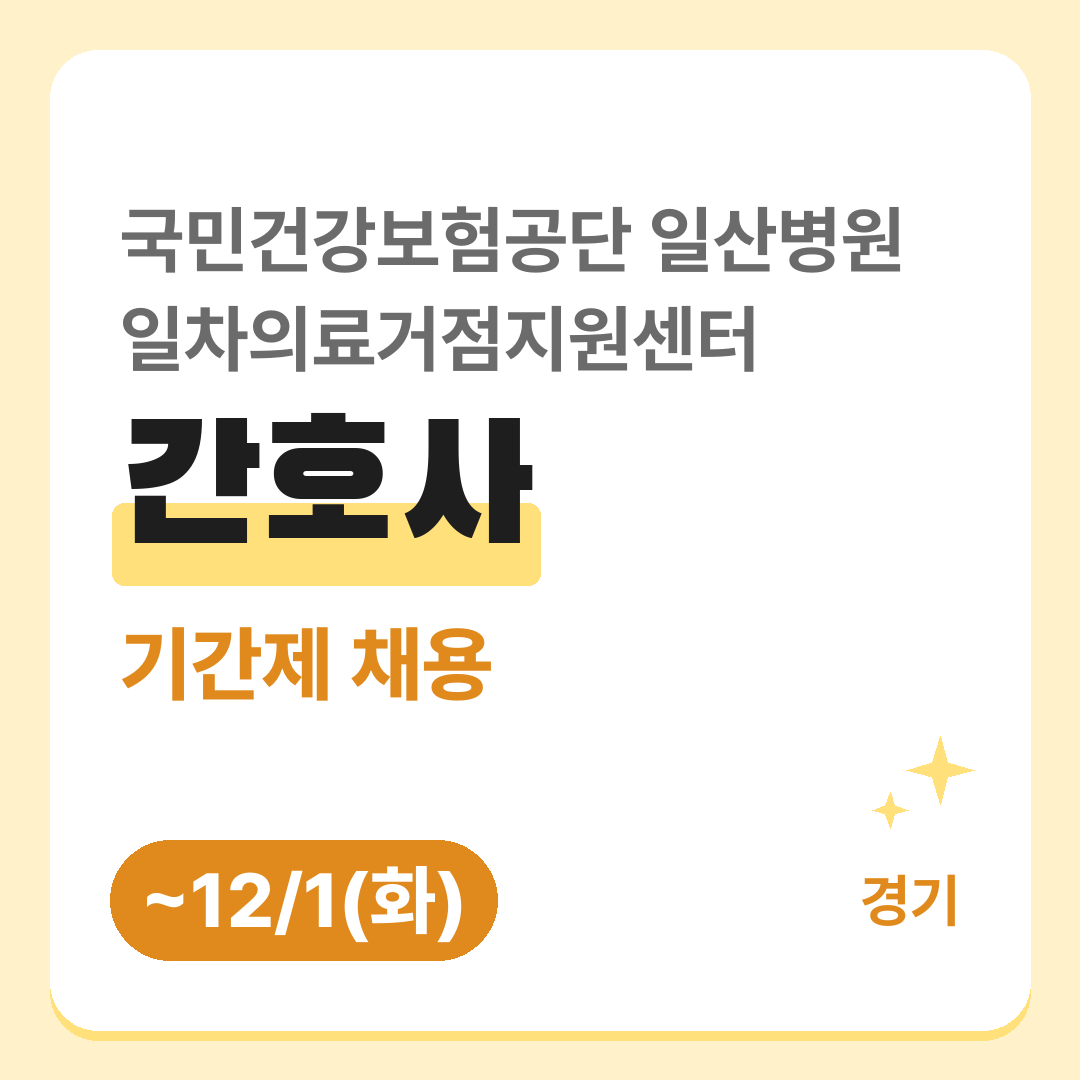 국민건강보험공단 일산병원
일차의료거점지원센터
간호사
기간제 채용
~12/1(화)
경기